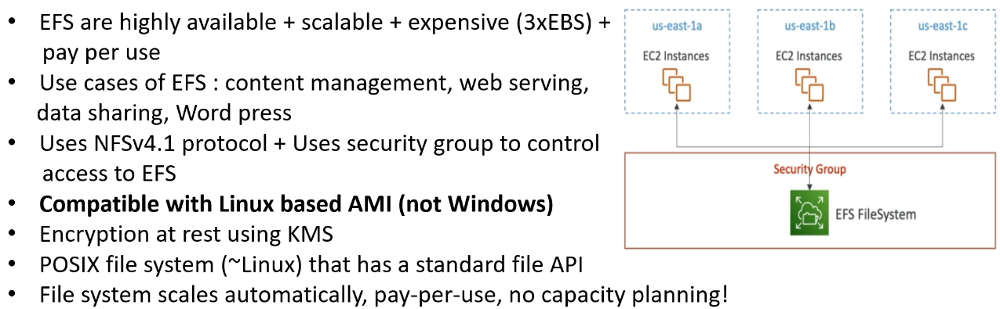 • EFS are highly available + scalable + expensive (3xEBS) +
pay per use
• Use cases of EFS : content management, web serving,
data sharing, Word press
• Uses NFSv4.1 protocol + Uses security group to control
access to EFS
• Compatible with Linux based AMI (not Windows)
• Encryption at rest using KMS
• POSIX file system (~Linux) that has a standard file API
• File system scales automatically, pay-per-use, no capacity planning!
us-east-1a
EC2 Instances
us-east-1b
EC2 Instances
us-east-1c
EC2 Instances
Security Group
EFS FileSystem